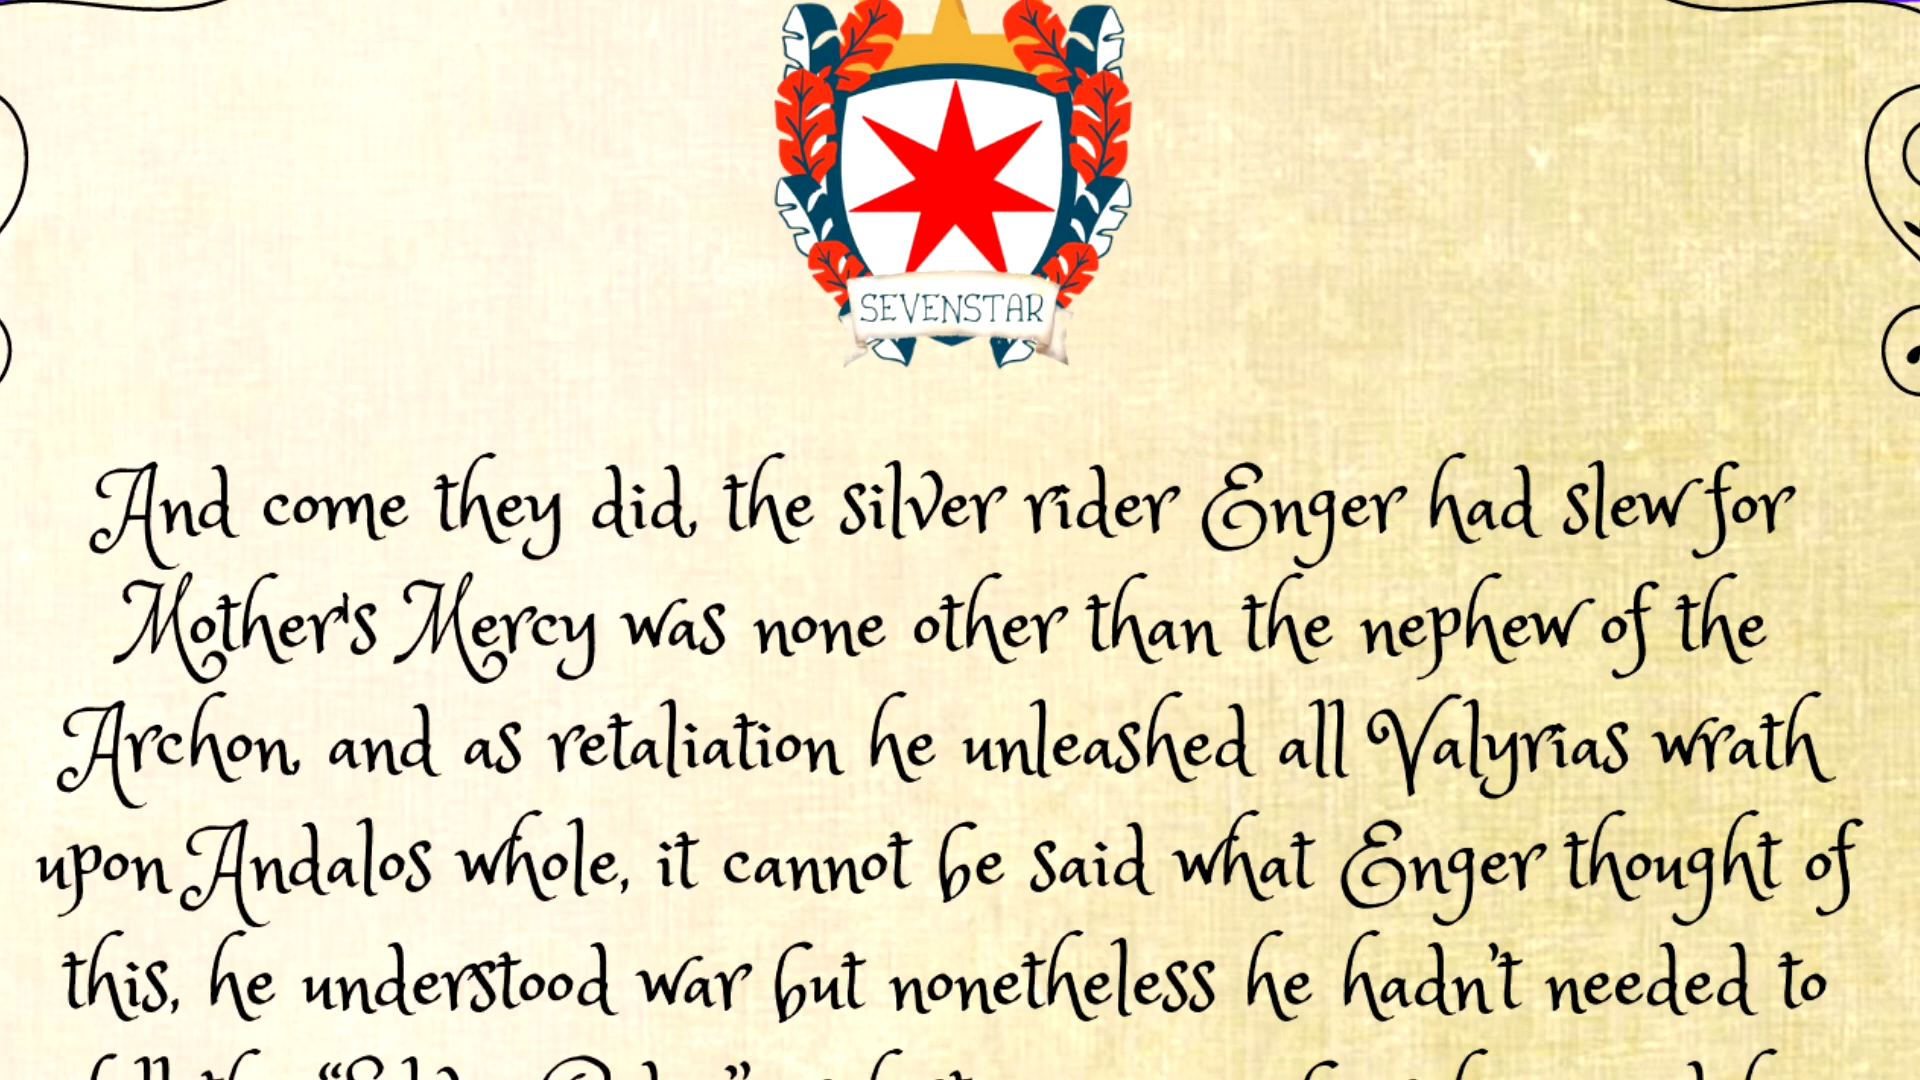 SEVENSTAR
And come they did, the silver rider Enger had slew for
Mother's Mercy was none other than the nephew of the
Archon, and as retaliation he unleashed all Valyrias wrath
upon Andalos whole, it cannot be said what Enger thought of
this, he understood war but nonetheless he hadn't needed to